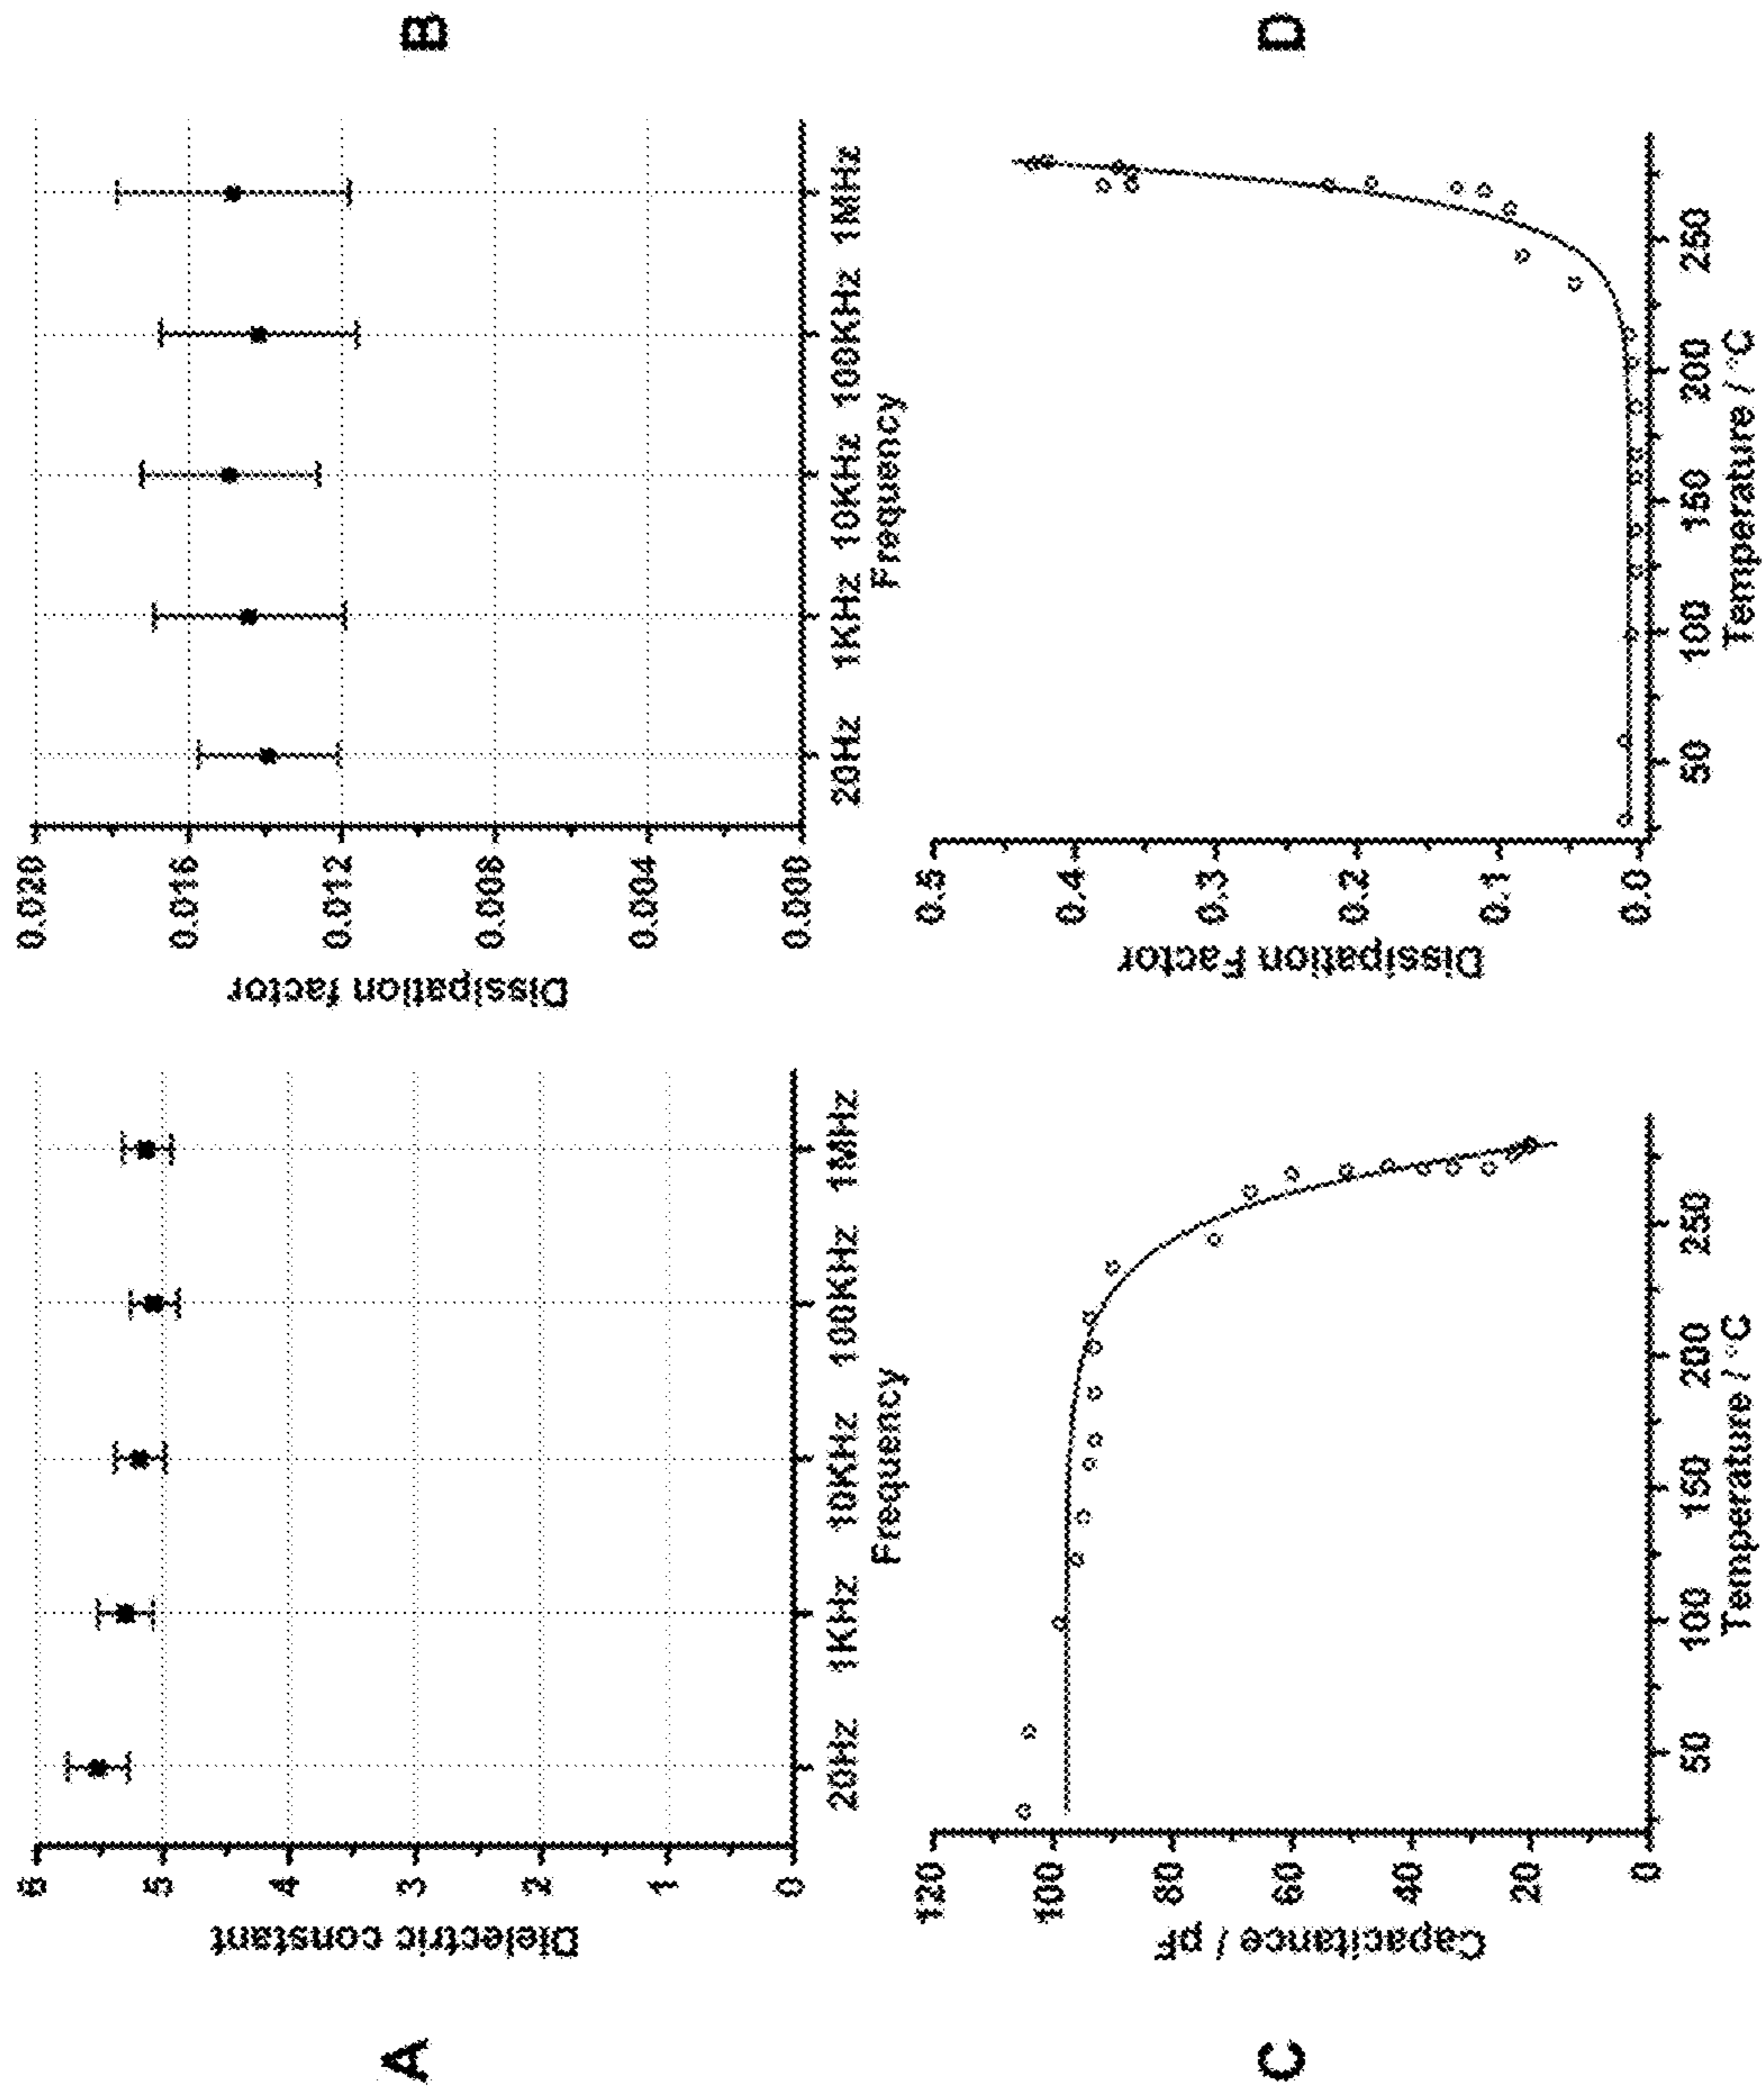 A
Dielectric constant
6
5
4
3
2
1
0
20Hz 1KHz 10KHz 100KHz 1MHz
Frequency
B
Dissipation factor
0.020
0.016
0.012
0.008
0.004
0.000
20Hz 1KHz 10KHz 100KHz 1MHz
Frequency
C
Capacitance / pF
120
100
80
60
40
20
0
50 100 150 200 250
Temperature / °C
D
Dissipation Factor
0.5
0.4
0.3
0.2
0.1
0.0
50 100 150 200 250
Temperature / °C